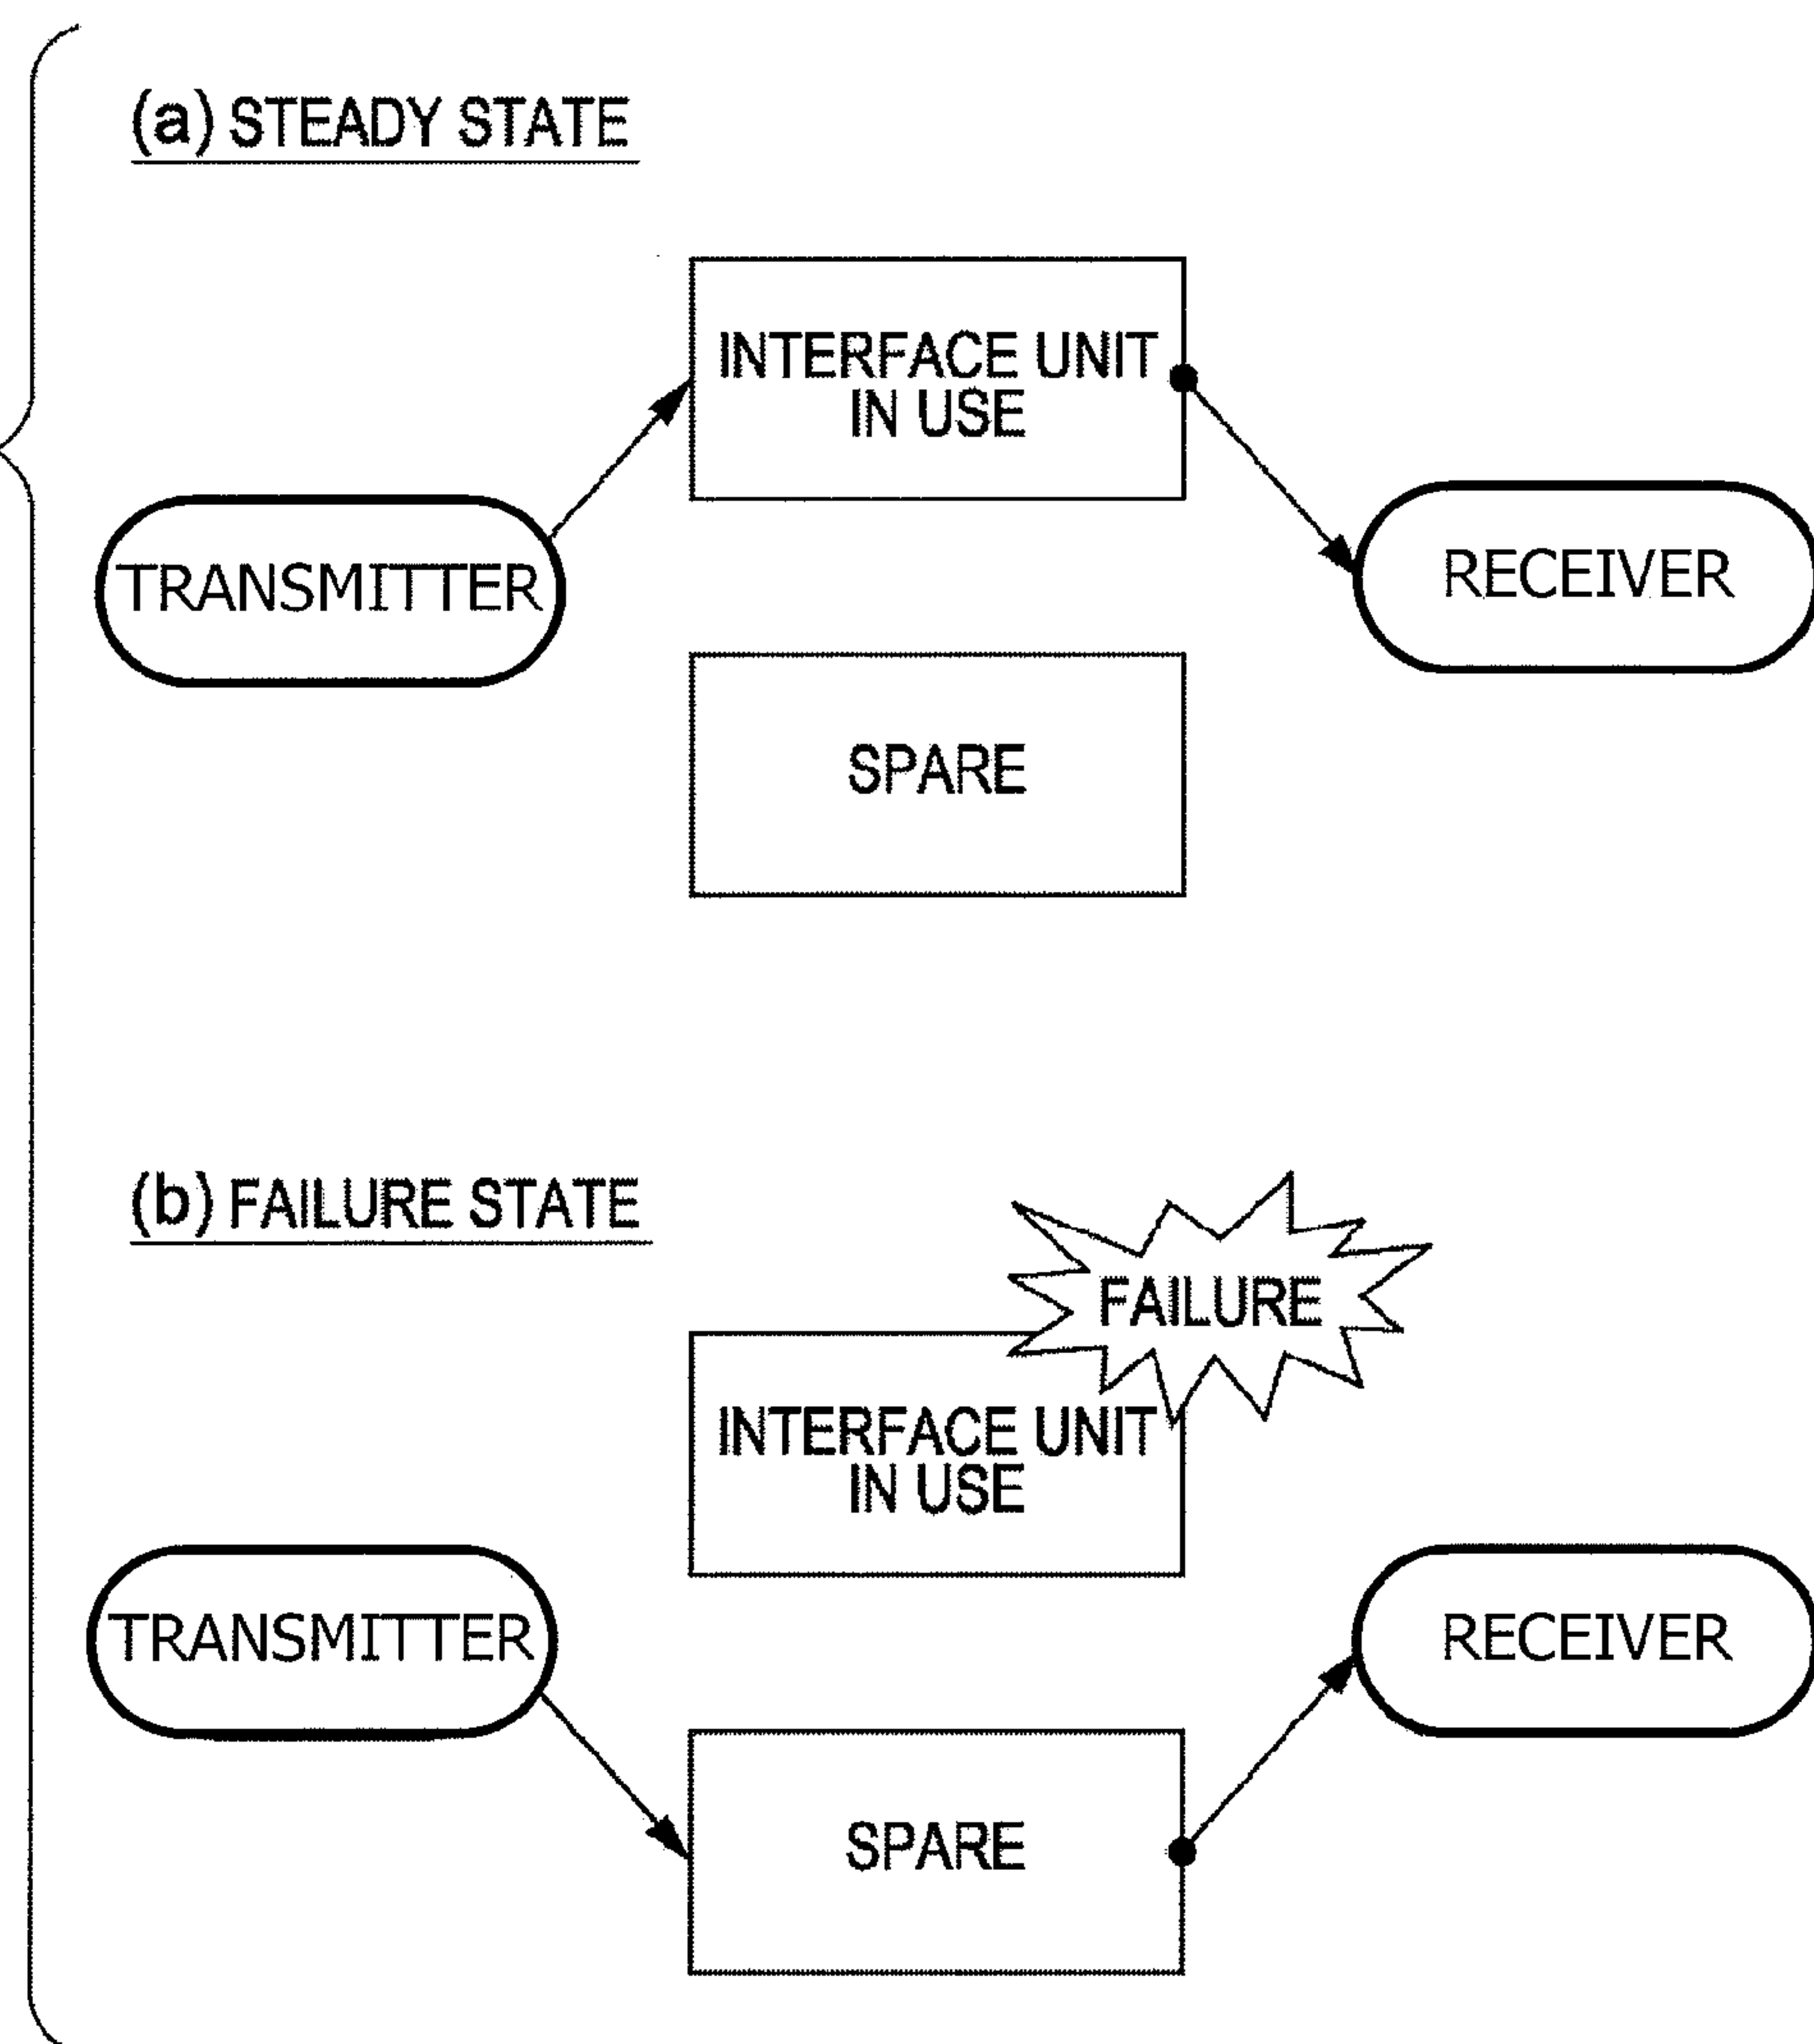 (a) STEADY STATE
INTERFACE UNIT
IN USE
TRANSMITTER
RECEIVER
SPARE
(b) FAILURE STATE
FAILURE
INTERFACE UNIT
IN USE
TRANSMITTER
RECEIVER
SPARE